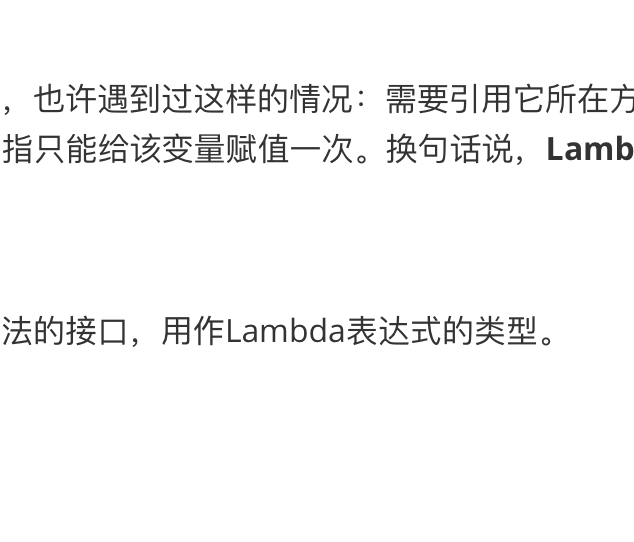 ，也许遇到过这样的情况：需要引用它所在方
指只能给该变量赋值一次。换句话说，Lamb
法的接口，用作Lambda表达式的类型。